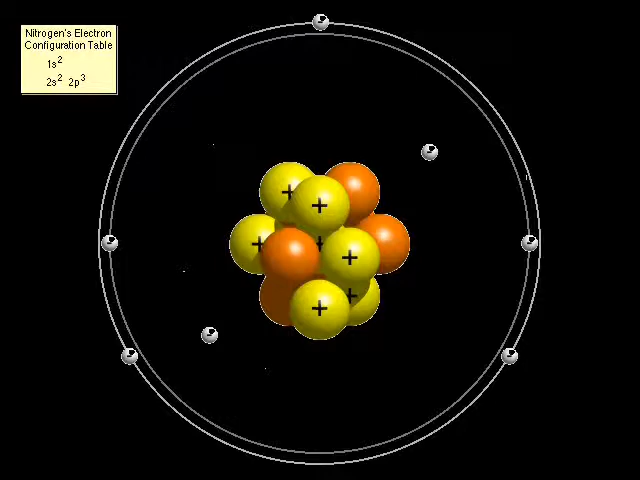 Nitrogen's Electron
Configuration Table
1s²
2s² 2p³
+
+
+
+
+
+
+